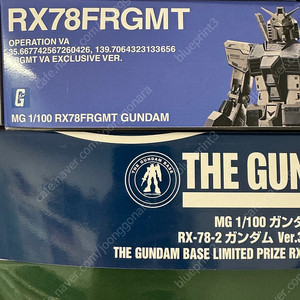 RX78FRGMT
OPERATION VA
35.667742567260426, 139.7064323133656
FRGMT VA EXCLUSIVE VER.
G
MG 1/100 RX78FRGMT GUNDAM
THE GUNDAM BASE
THE GUN
MG 1/100 ガンダ
RX-78-2 ガンダム Ver.3
THE GUNDAM BASE LIMITED PRIZE RX